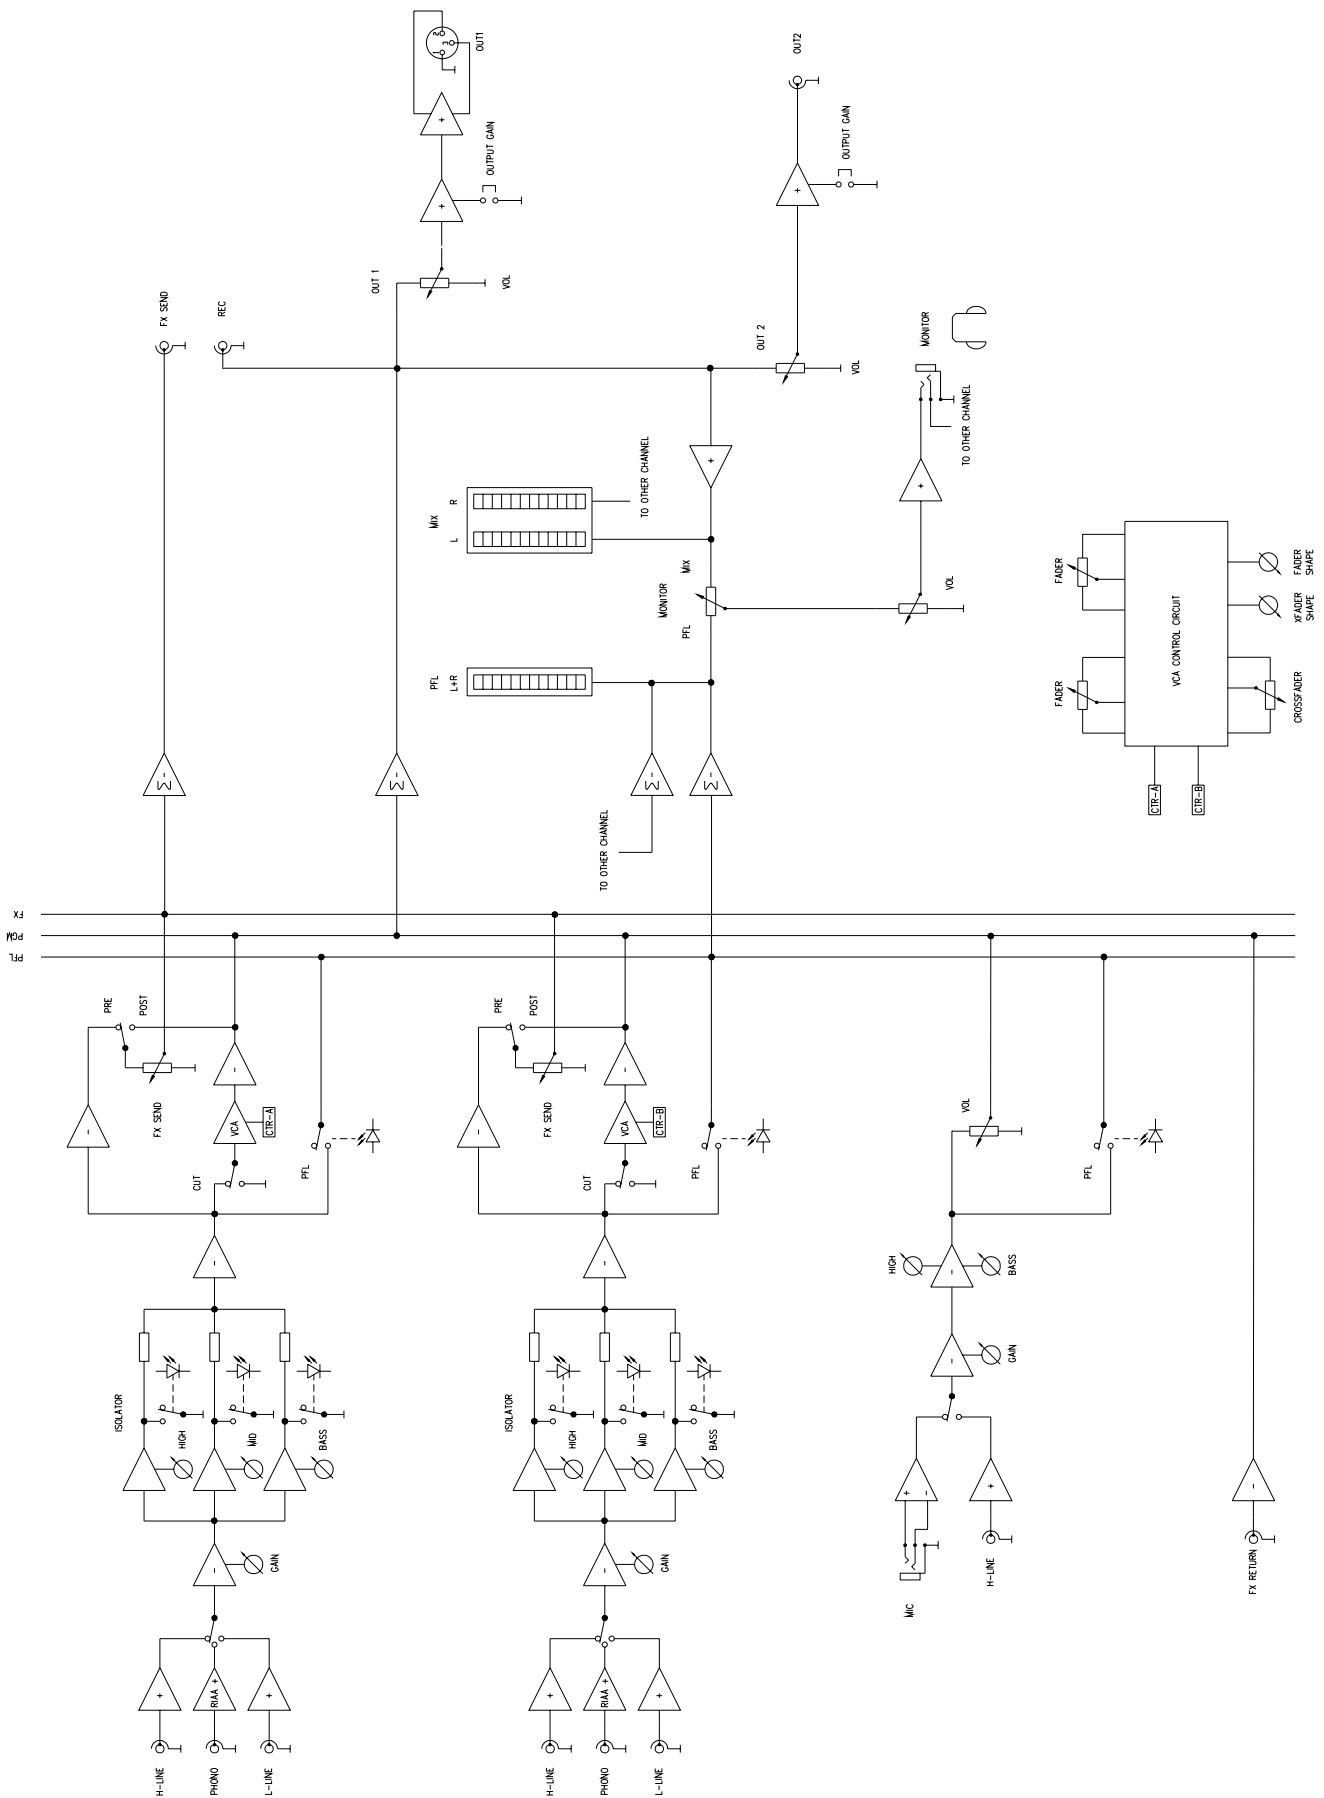 OUT1
OUTPUT GAIN
OUT2
OUTPUT GAIN
OUT 1
VOL
FX SEND
REC
OUT 2
VOL
MONITOR
TO OTHER CHANNEL
MIX
L
R
TO OTHER CHANNEL
MIX
MONITOR
PFL
VOL
PFL
L+R
TO OTHER CHANNEL
FADER
FADER
VCA CONTROL CIRCUIT
FADER
SHAPE
XFADER
SHAPE
CROSSFADER
CTR-A
CTR-B
FX
PGM
PFL
PRE
POST
FX SEND
VCA
CTR-A
CUT
PFL
PRE
POST
FX SEND
VCA
CTR-B
CUT
PFL
VOL
PFL
ISOLATOR
HIGH
MID
BASS
GAIN
ISOLATOR
HIGH
MID
BASS
GAIN
HIGH
BASS
GAIN
MIC
H-LINE
FX RETURN
RIAA +
H-LINE
PHONO
L-LINE
RIAA +
H-LINE
PHONO
L-LINE
1
2
3